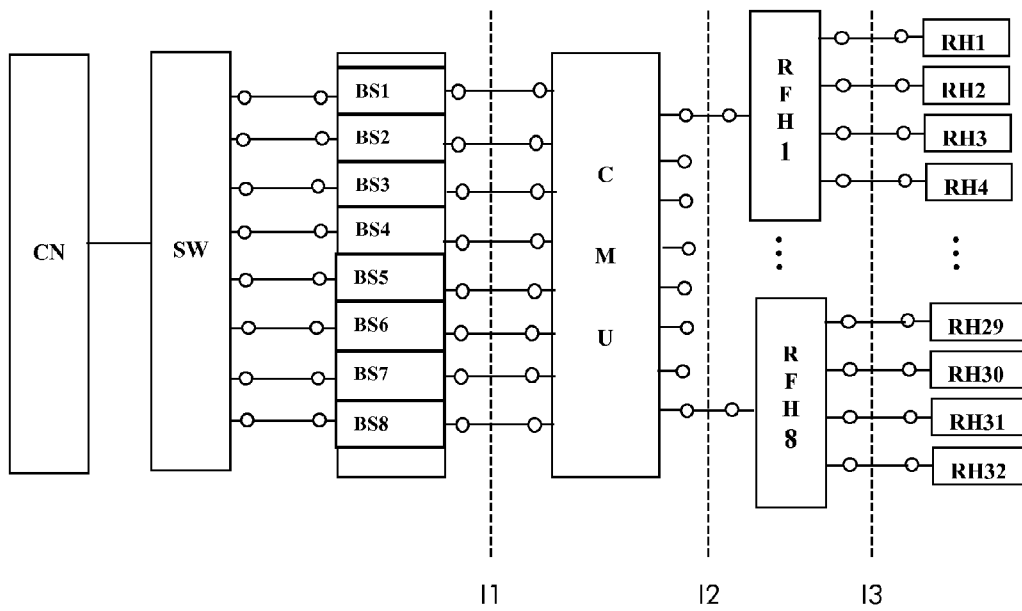 CN
SW
BS1
BS2
BS3
BS4
BS5
BS6
BS7
BS8
C
M
U
R
F
H
1
RH1
RH2
RH3
RH4
R
F
H
8
RH29
RH30
RH31
RH32
I1
I2
I3